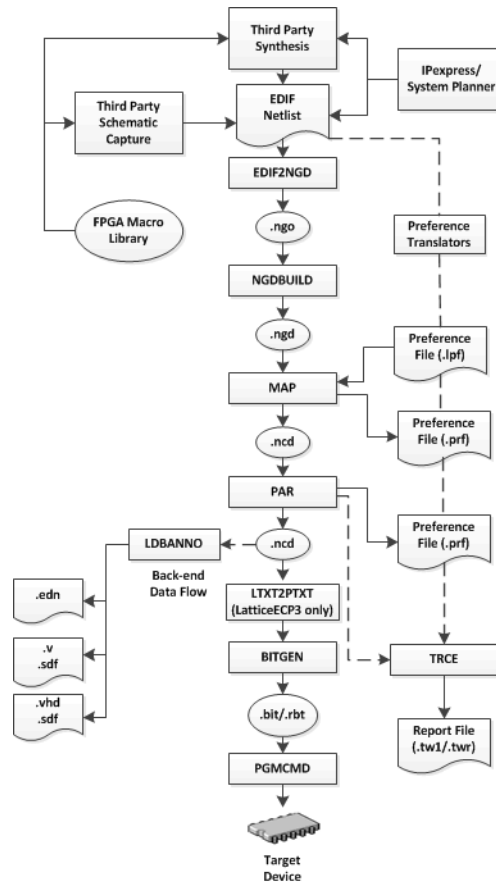 Third Party
Synthesis
IPexpress/
System Planner
Third Party
Schematic
Capture
EDIF
Netlist
EDIF2NGD
FPGA Macro
Library
.ngo
Preference
Translators
NGDBUILD
.ngd
Preference
File (.lpf)
MAP
Preference
File (.prf)
.ncd
PAR
LDBANNO
.ncd
Preference
File (.prf)
Back-end
Data Flow
.edn
LTXT2PTXT
(LatticeECP3 only)
.v
.sdf
BITGEN
TRCE
.vhd
.sdf
.bit/.rbt
Report File
(.tw1/.twr)
PGMCMD
Target
Device